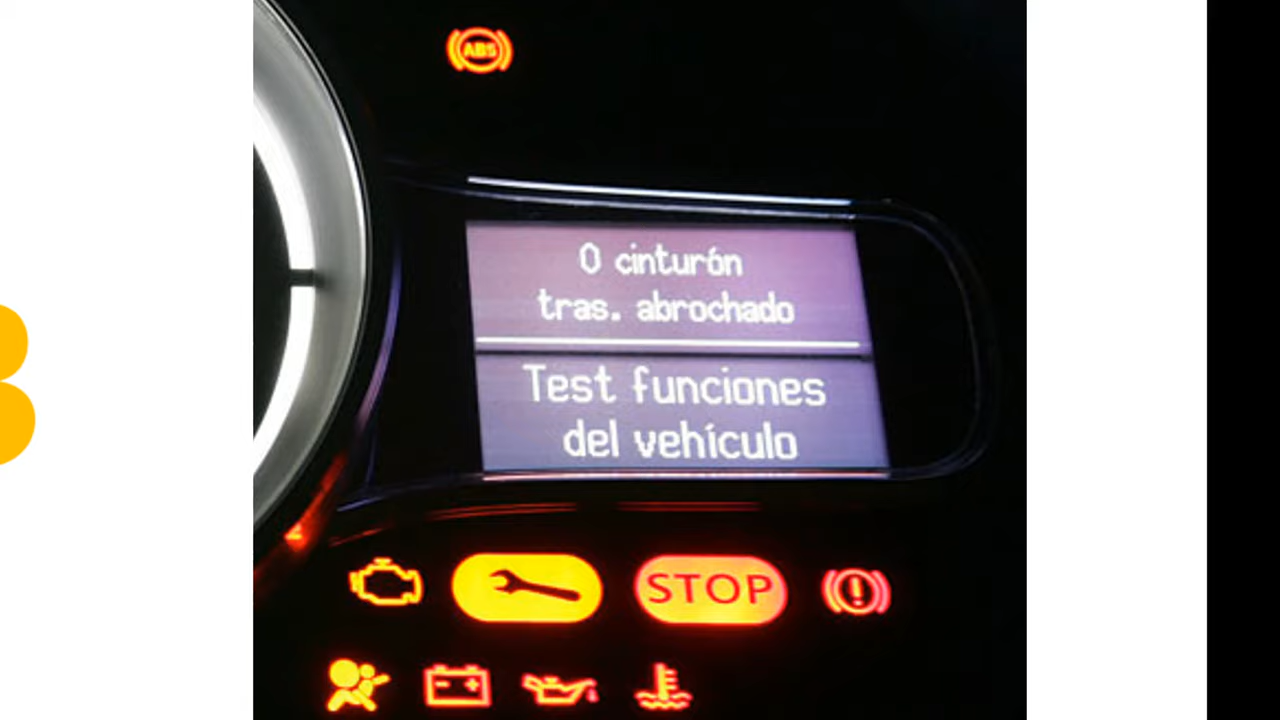 ABS
0 cinturón
tras. abrochado
Test funciones
del vehículo
STOP